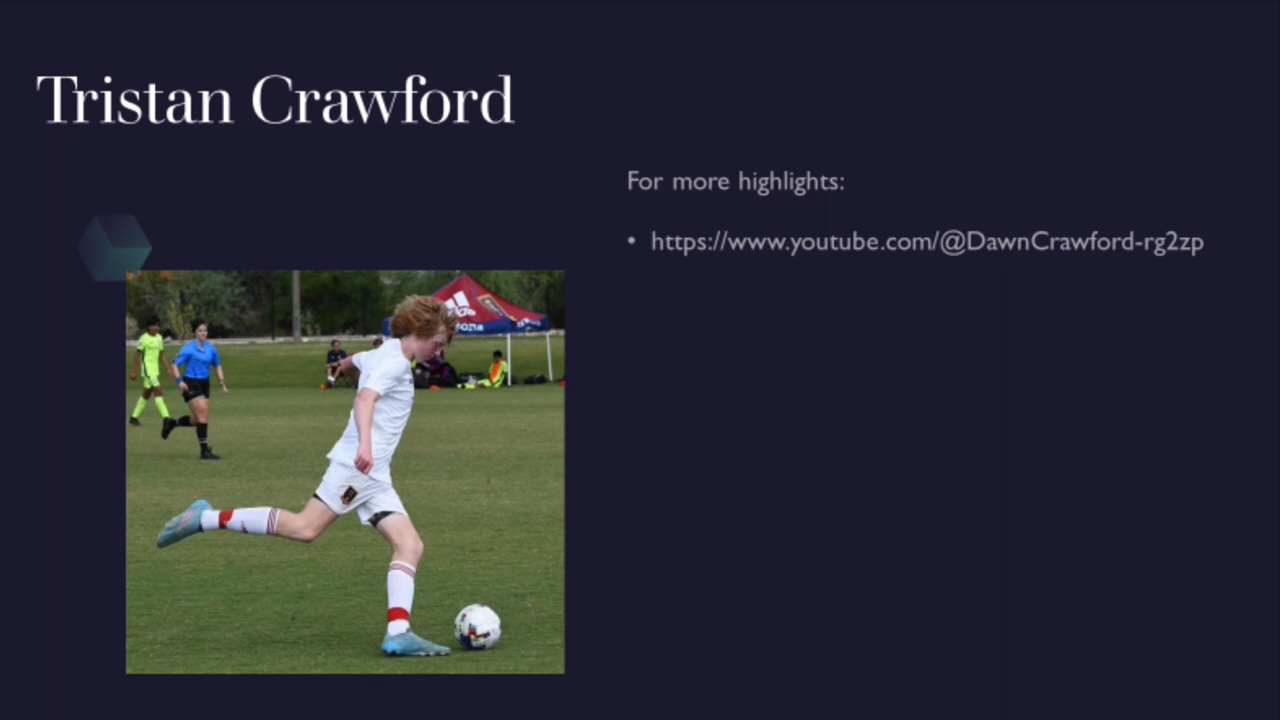 Tristan Crawford
For more highlights:
• https://www.youtube.com/@DawnCrawford-rg2zp